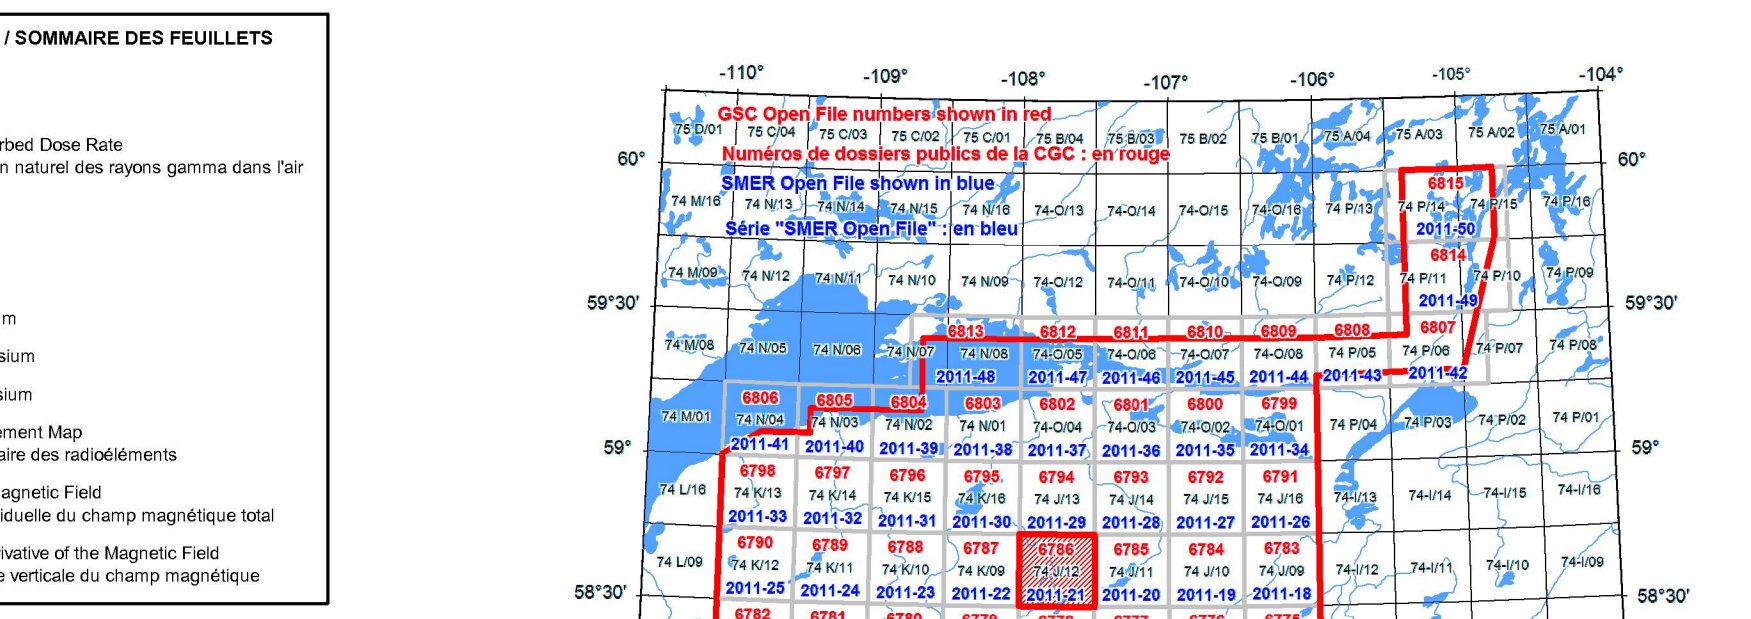 / SOMMAIRE DES FEUILLETS
rbed Dose Rate
n naturel des rayons gamma dans l'air
m
sium
sium
ement Map
aire des radioéléments
agnetic Field
iduelle du champ magnétique total
rivative of the Magnetic Field
e verticale du champ magnétique
-110° -109° -108° -107° -106° -105° -104°
GSC Open File numbers shown in red
75 D/01 75 C/04 75 C/03 75 C/02 75 C/01 75 B/04 75 B/03 75 B/02 75 B/01 75 A/04 75 A/03 75 A/02 75 A/01
Numéros de dossiers publics de la CGC : en rouge
60° 60°
SMER Open File shown in blue 6815
74 M/16 74 N/13 74 N/14 74 N/15 74 N/16 74-O/13 74-O/14 74-O/15 74-O/16 74 P/13 74 P/14 74 P/15 74 P/16
Série "SMER Open File" : en bleu 2011-50
6814
74 M/09 74 N/12 74 N/11 74 N/10 74 N/09 74-O/12 74-O/11 74-O/10 74-O/09 74 P/12 74 P/11 74 P/10 74 P/09
59°30' 2011-49 59°30'
6813 6812 6811 6810 6809 6808 6807
74 M/08 74 N/05 74 N/06 74 N/07 74 N/08 74-O/05 74-O/06 74-O/07 74-O/08 74 P/05 74 P/06 74 P/07 74 P/08
2011-48 2011-47 2011-46 2011-45 2011-44 2011-43 2011-42
6806 6805 6804 6803 6802 6801 6800 6799
74 M/01 74 N/04 74 N/03 74 N/02 74 N/01 74-O/04 74-O/03 74-O/02 74-O/01 74 P/04 74 P/03 74 P/02 74 P/01
59° 2011-41 2011-40 2011-39 2011-38 2011-37 2011-36 2011-35 2011-34 59°
6798 6797 6796 6795 6794 6793 6792 6791
74 L/16 74 K/13 74 K/14 74 K/15 74 K/16 74 J/13 74 J/14 74 J/15 74 J/16 74-I/13 74-I/14 74-I/15 74-I/16
2011-33 2011-32 2011-31 2011-30 2011-29 2011-28 2011-27 2011-26
6790 6789 6788 6787 6786 6785 6784 6783
74 L/09 74 K/12 74 K/11 74 K/10 74 K/09 74 J/12 74 J/11 74 J/10 74 J/09 74-I/12 74-I/11 74-I/10 74-I/09
58°30' 2011-25 2011-24 2011-23 2011-22 2011-21 2011-20 2011-19 2011-18 58°30'
6782 6781 6780 6779 6778 6777 6776 6775